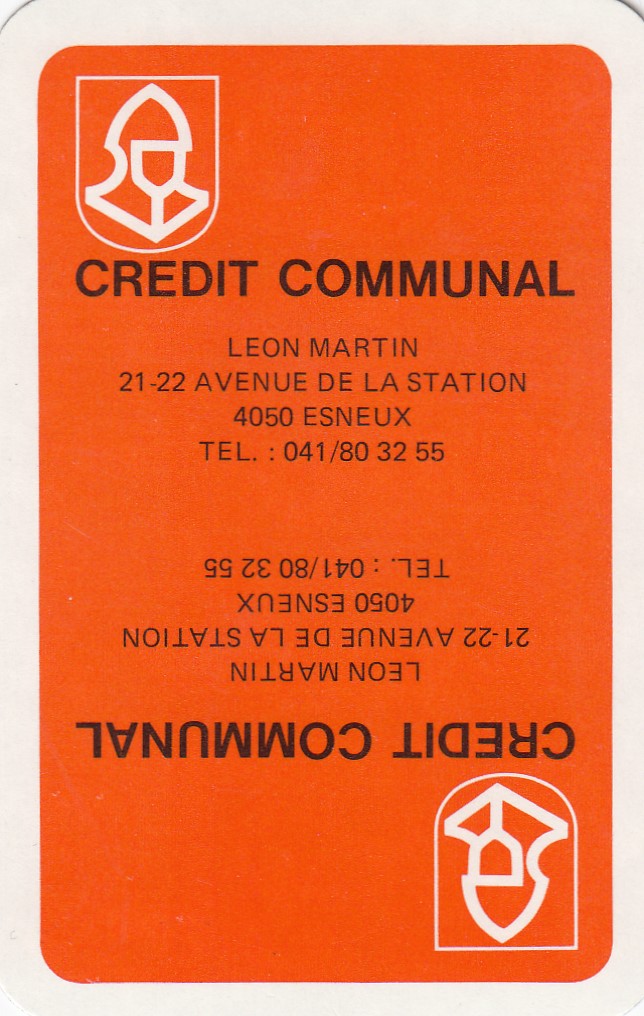 CREDIT COMMUNAL
LEON MARTIN
21-22 AVENUE DE LA STATION
4050 ESNEUX
TEL. : 041/80 32 55
CREDIT COMMUNAL
LEON MARTIN
21-22 AVENUE DE LA STATION
4050 ESNEUX
TEL. : 041/80 32 55